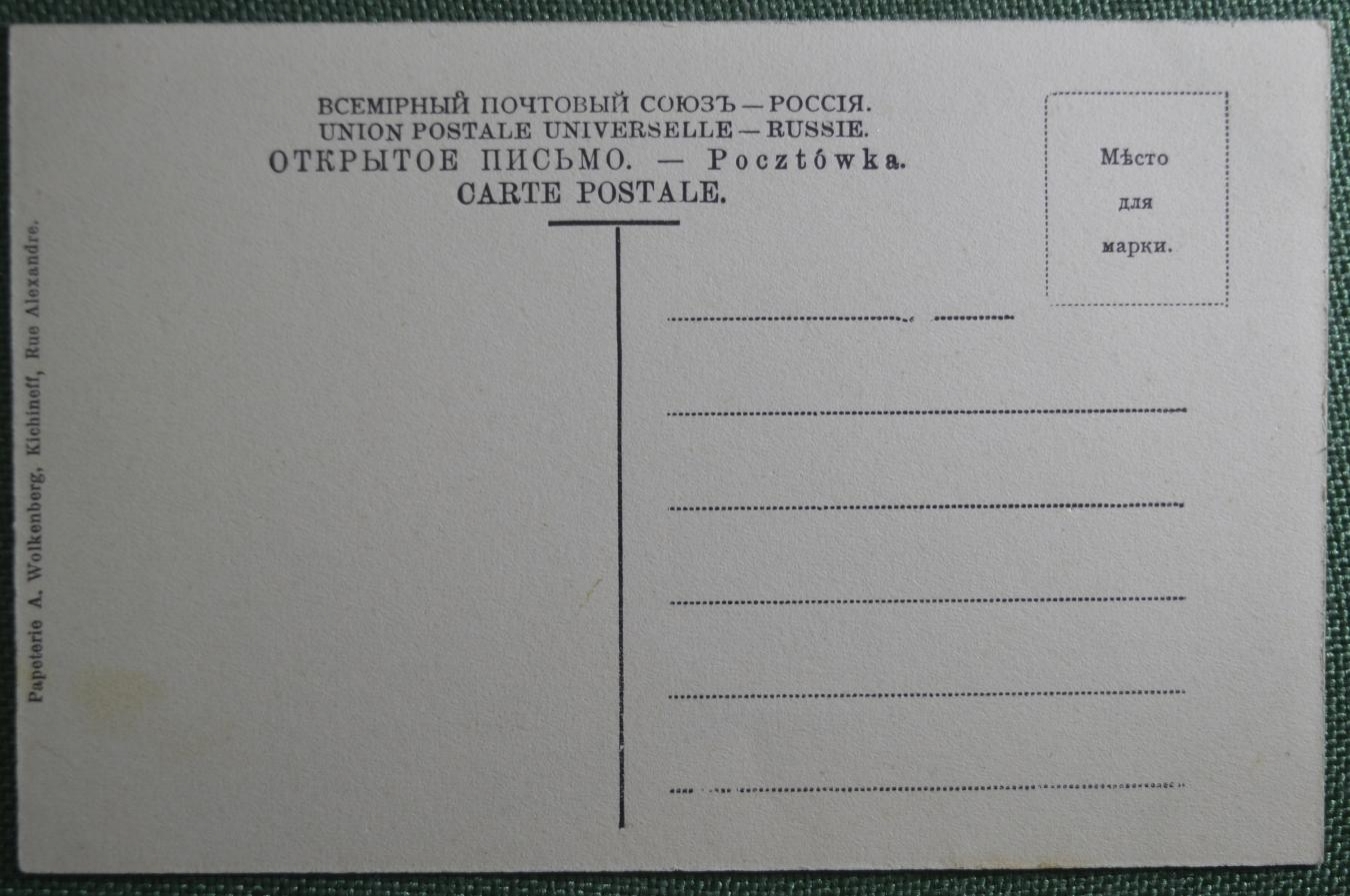 ВСЕМІРНЫЙ ПОЧТОВЫЙ СОЮЗЪ — РОССІЯ.
UNION POSTALE UNIVERSELLE — RUSSIE.
ОТКРЫТОЕ ПИСЬМО. — Pocztówka.
CARTE POSTALE.
Мѣсто
для
марки.
Papeterie A. Wolkenberg, Kichineff, Rue Alexandre.